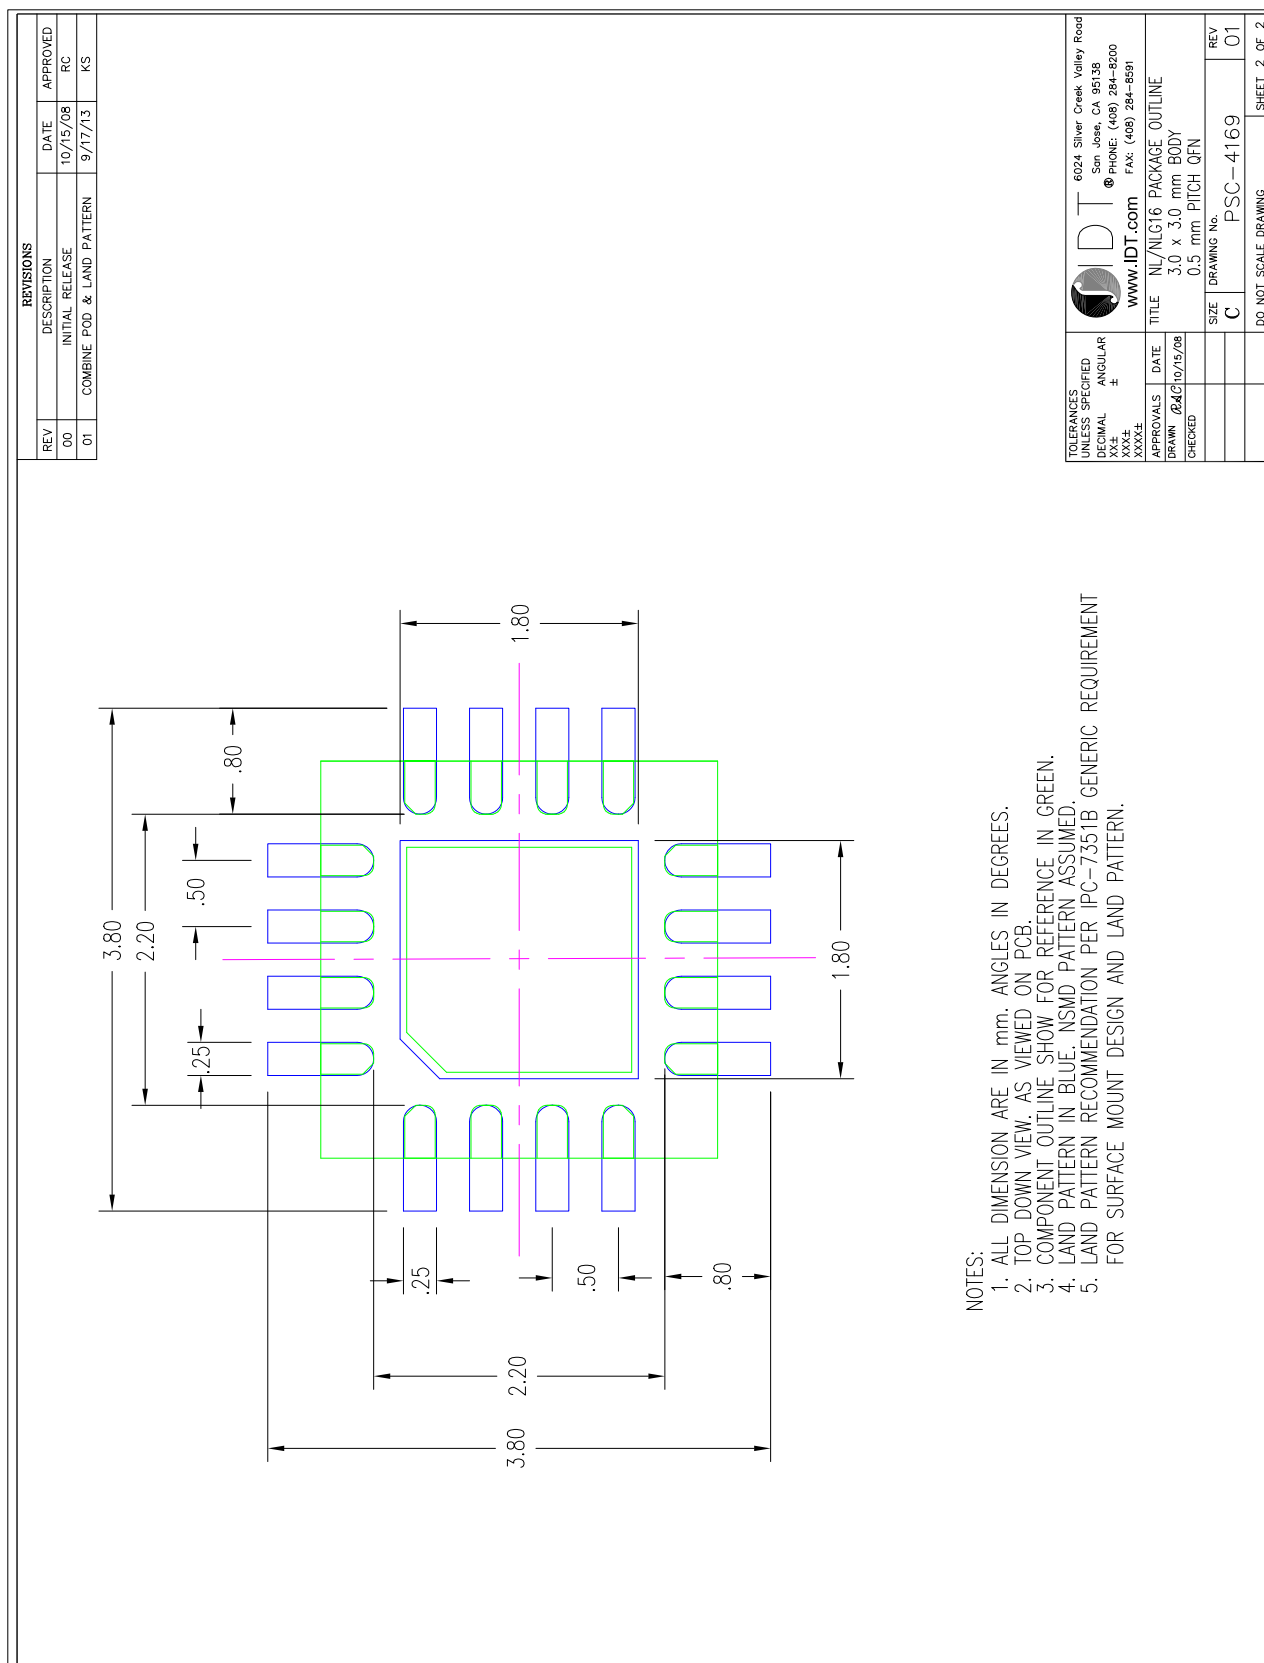 REVISIONS
REV DESCRIPTION DATE APPROVED
00 INITIAL RELEASE 10/15/08 RC
01 COMBINE POD & LAND PATTERN 9/17/13 KS
3.80
2.20
.50
.25
.80
1.80
1.80
.25
.50
.80
2.20
3.80
NOTES:
1. ALL DIMENSION ARE IN mm. ANGLES IN DEGREES.
2. TOP DOWN VIEW. AS VIEWED ON PCB.
3. COMPONENT OUTLINE SHOW FOR REFERENCE IN GREEN.
4. LAND PATTERN IN BLUE. NSMD PATTERN ASSUMED.
5. LAND PATTERN RECOMMENDATION PER IPC-7351B GENERIC REQUIREMENT
FOR SURFACE MOUNT DESIGN AND LAND PATTERN.
TOLERANCES
UNLESS SPECIFIED
DECIMAL ANGULAR
XX± ±
XXX±
XXXX±
IDT ®
www.IDT.com
6024 Silver Creek Valley Road
San Jose, CA 95138
PHONE: (408) 284-8200
FAX: (408) 284-8591
APPROVALS DATE
DRAWN RAC 10/15/08
CHECKED
TITLE NL/NLG16 PACKAGE OUTLINE
3.0 x 3.0 mm BODY
0.5 mm PITCH QFN
SIZE DRAWING No. REV
C PSC-4169 01
DO NOT SCALE DRAWING SHEET 2 OF 2